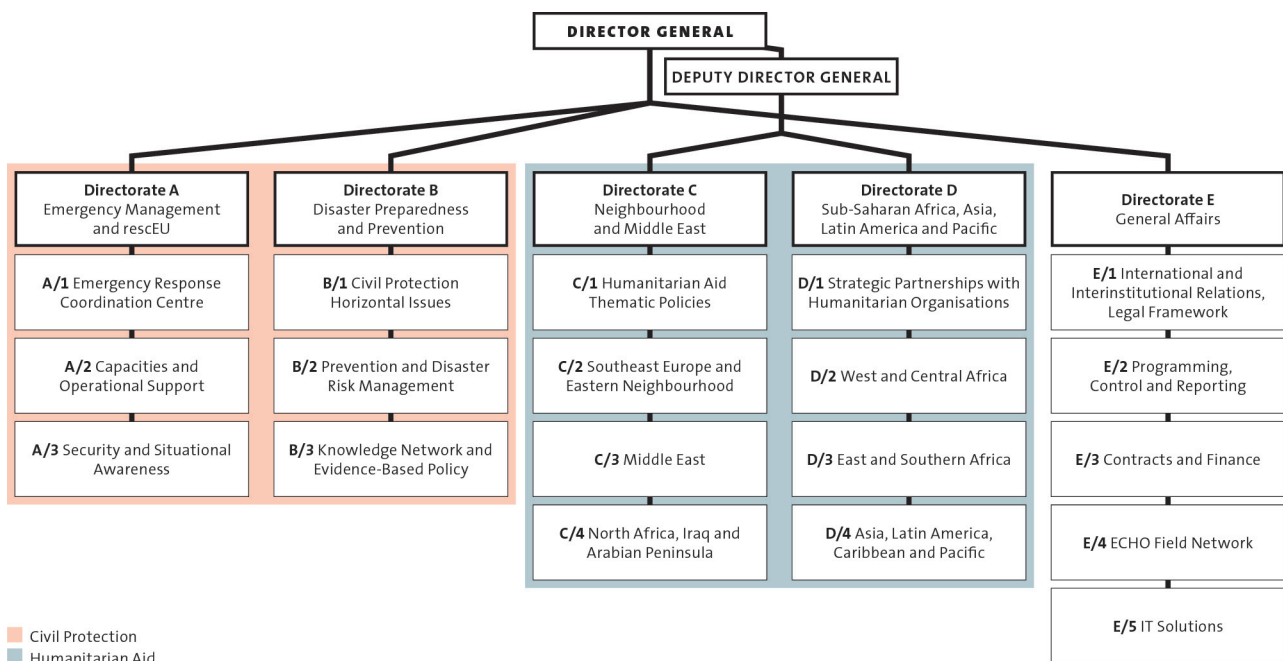 DIRECTOR GENERAL
DEPUTY DIRECTOR GENERAL
Directorate A
Emergency Management
and rescEU
A/1 Emergency Response
Coordination Centre
A/2 Capacities and
Operational Support
A/3 Security and Situational
Awareness
Directorate B
Disaster Preparedness
and Prevention
B/1 Civil Protection
Horizontal Issues
B/2 Prevention and Disaster
Risk Management
B/3 Knowledge Network and
Evidence-Based Policy
Directorate C
Neighbourhood
and Middle East
C/1 Humanitarian Aid
Thematic Policies
C/2 Southeast Europe and
Eastern Neighbourhood
C/3 Middle East
C/4 North Africa, Iraq and
Arabian Peninsula
Directorate D
Sub-Saharan Africa, Asia,
Latin America and Pacific
D/1 Strategic Partnerships with
Humanitarian Organisations
D/2 West and Central Africa
D/3 East and Southern Africa
D/4 Asia, Latin America,
Caribbean and Pacific
Directorate E
General Affairs
E/1 International and
Interinstitutional Relations,
Legal Framework
E/2 Programming,
Control and Reporting
E/3 Contracts and Finance
E/4 ECHO Field Network
E/5 IT Solutions
Civil Protection
Humanitarian Aid